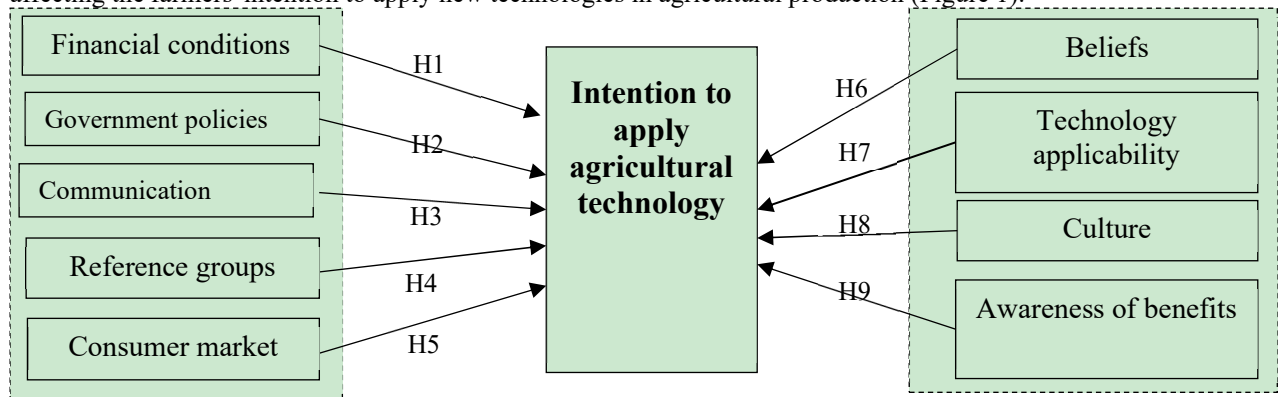 affecting the farmers' intention to apply new technologies in agricultural production (Figure 1).
Financial conditions
Government policies
Communication
Reference groups
Consumer market
H1
H2
H3
H4
H5
Intention to
apply
agricultural
technology
H6
H7
H8
H9
Beliefs
Technology
applicability
Culture
Awareness of benefits